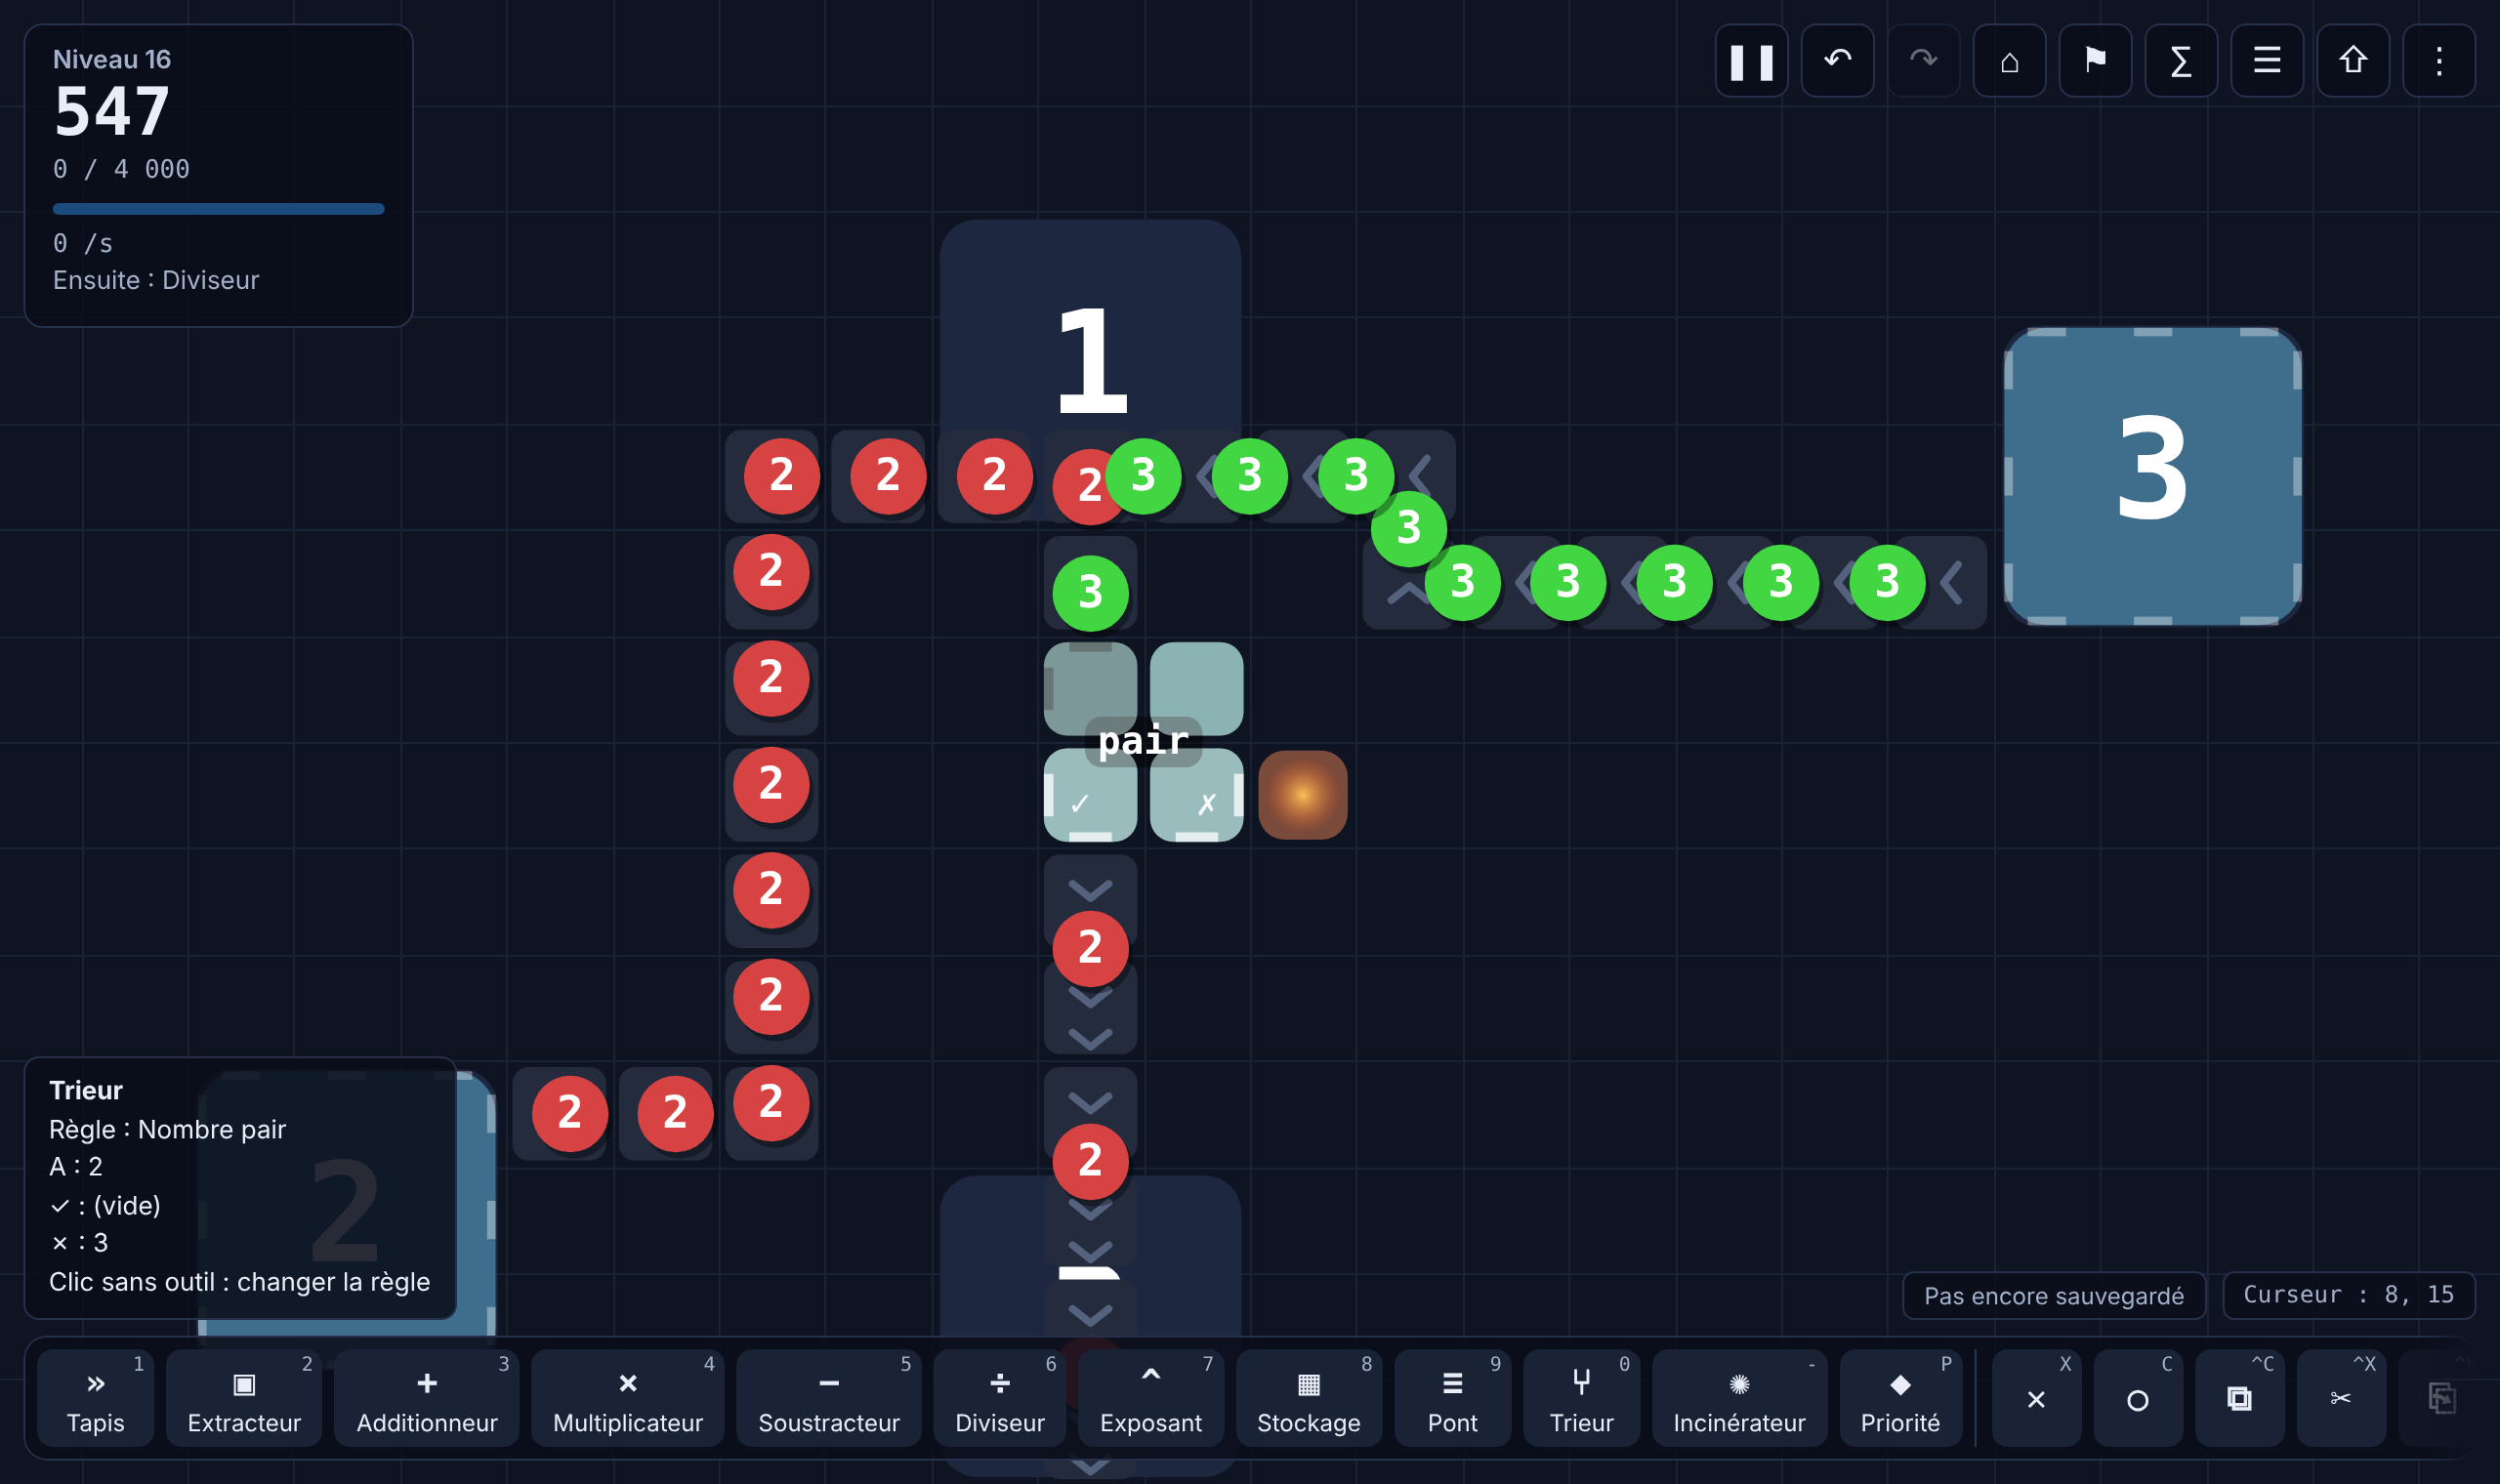 Niveau 16
547
0 / 4 000
0 /s
Ensuite : Diviseur
1
3
2 2 2 2 3 3 3
3
2 3 3 3 3 3 3
2
pair
2
✓ ✗
2
2
2
2 2 2
2
Trieur
Règle : Nombre pair
A : 2
✓ : (vide)
× : 3
Clic sans outil : changer la règle
2
Pas encore sauvegardé
Curseur : 8, 15
1
» Tapis
2
Extracteur
3
+ Additionneur
4
× Multiplicateur
5
− Soustracteur
6
÷ Diviseur
7
^ Exposant
8
Stockage
9
Pont
0
Trieur
-
Incinérateur
P
Priorité
X
C
^C
^X